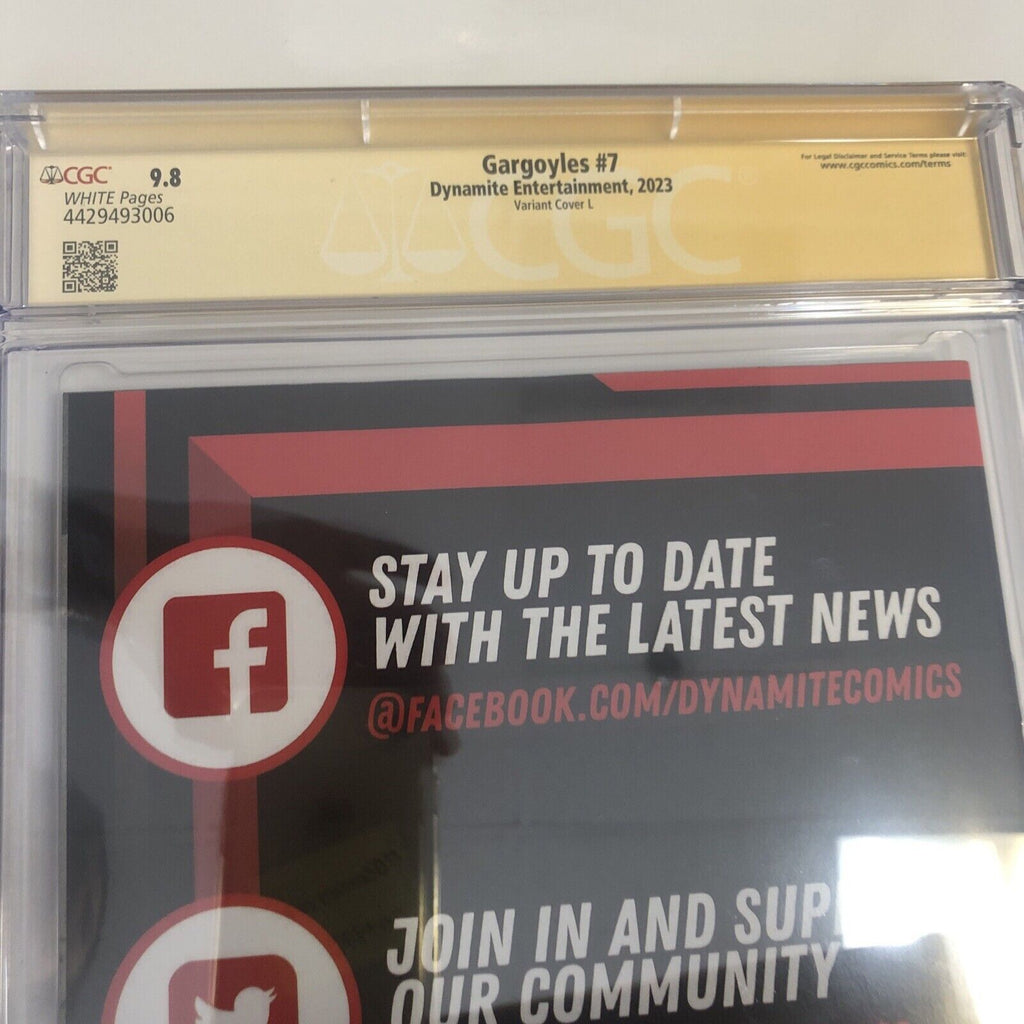 CGC 9.8
WHITE Pages
4429493006
Gargoyles #7
Dynamite Entertainment, 2023
Variant Cover L
For Legal Disclaimer and Service Terms please visit:
www.cgccomics.com/terms
CGC
STAY UP TO DATE
WITH THE LATEST NEWS
@FACEBOOK.COM/DYNAMITECOMICS
JOIN IN AND
OUR COMMUNITY